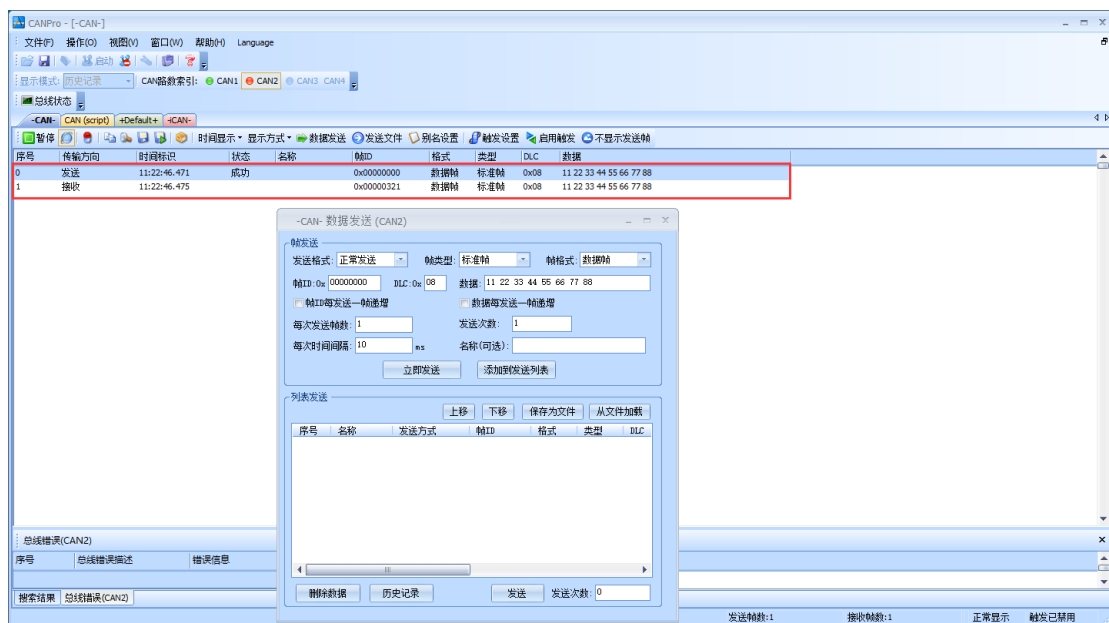 CANPro - [-CAN-]
文件(F) 操作(O) 视图(V) 窗口(W) 帮助(H) Language
启动
显示模式: 历史记录 CAN路数索引: CAN1 CAN2 CAN3 CAN4
总线状态
-CAN- CAN (script) +Default+ -CAN-
暂停 时间显示 显示方式 数据发送 发送文件 别名设置 触发设置 启用触发 不显示发送帧
序号 传输方向 时间标识 状态 名称 帧ID 格式 类型 DLC 数据
0 发送 11:22:46.471 成功 0x00000000 数据帧 标准帧 0x08 11 22 33 44 55 66 77 88
1 接收 11:22:46.475 0x00000321 数据帧 标准帧 0x08 11 22 33 44 55 66 77 88
-CAN- 数据发送 (CAN2)
帧发送
发送格式: 正常发送 帧类型: 标准帧 帧格式: 数据帧
帧ID:0x 00000000 DLC:0x 08 数据: 11 22 33 44 55 66 77 88
帧ID每发送一帧递增 数据每发送一帧递增
每次发送帧数: 1 发送次数: 1
每次时间间隔: 10 ms 名称(可选):
立即发送 添加到发送列表
列表发送
上移 下移 保存为文件 从文件加载
序号 名称 发送方式 帧ID 格式 类型 DLC
删除数据 历史记录 发送 发送次数: 0
总线错误(CAN2)
序号 总线错误描述 错误信息
搜索结果 总线错误(CAN2)
发送帧数:1 接收帧数:1 正常显示 触发已禁用